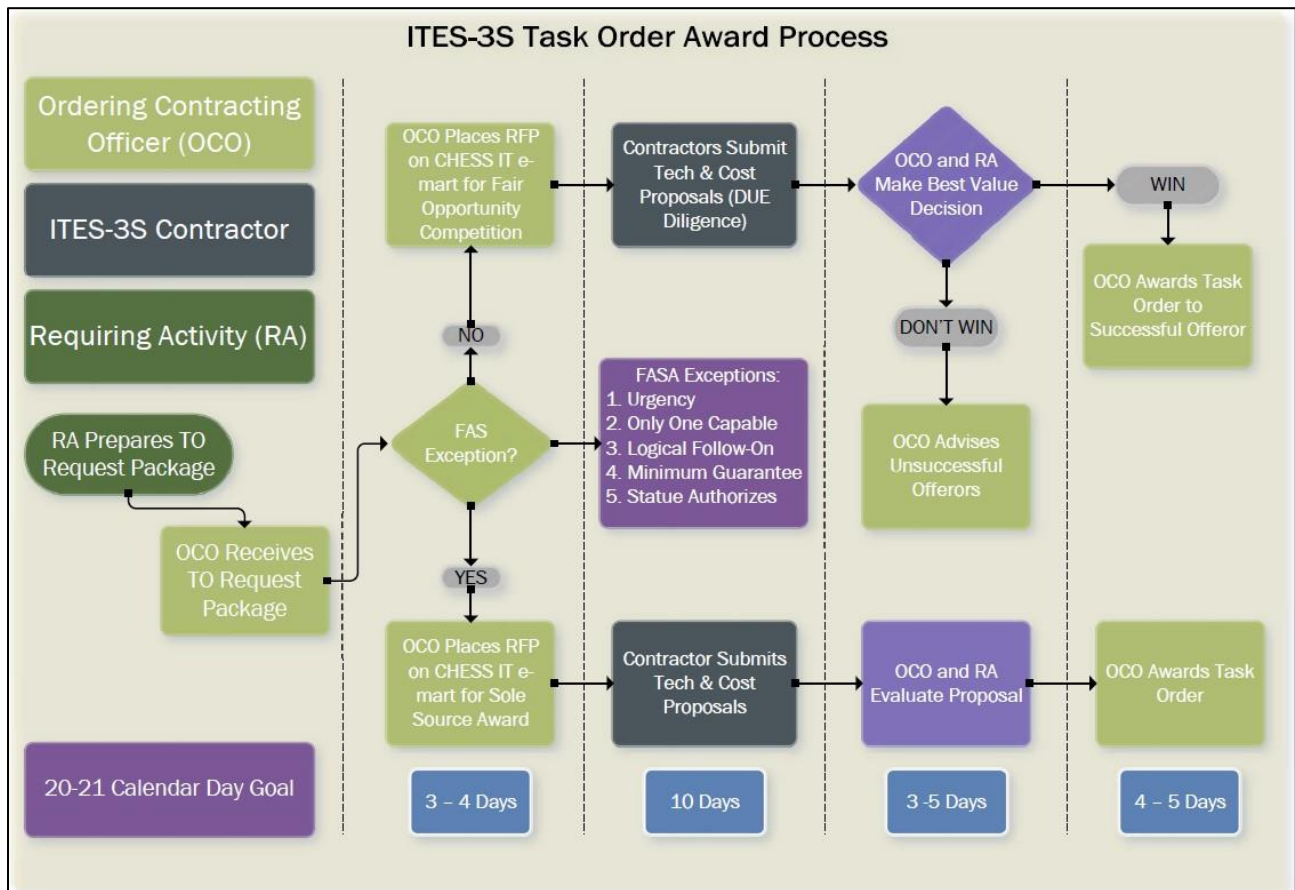 ITES-3S Task Order Award Process
Ordering Contracting
Officer (OCO)
ITES-3S Contractor
Requiring Activity (RA)
RA Prepares TO
Request Package
OCO Receives
TO Request
Package
20-21 Calendar Day Goal
OCO Places RFP
on CHESS IT e-
mart for Fair
Opportunity
Competition
NO
FAS
Exception?
YES
OCO Places RFP
on CHESS IT e-
mart for Sole
Source Award
3 – 4 Days
Contractors Submit
Tech & Cost
Proposals (DUE
Diligence)
FASA Exceptions:
1. Urgency
2. Only One Capable
3. Logical Follow-On
4. Minimum Guarantee
5. Statue Authorizes
Contractor Submits
Tech & Cost
Proposals
10 Days
OCO and RA
Make Best Value
Decision
DON'T WIN
OCO Advises
Unsuccessful
Offerors
OCO and RA
Evaluate Proposal
3 -5 Days
WIN
OCO Awards Task
Order to
Successful Offeror
OCO Awards Task
Order
4 – 5 Days